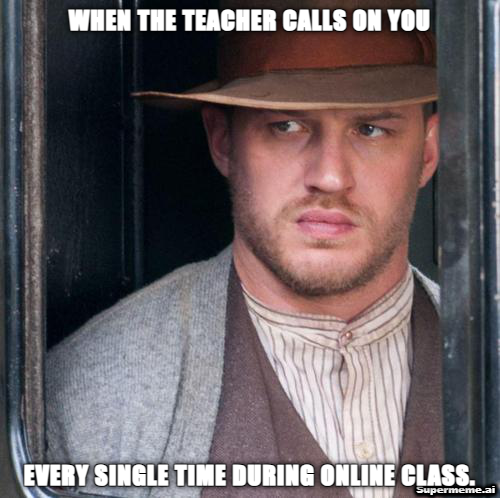 WHEN THE TEACHER CALLS ON YOU
EVERY SINGLE TIME DURING ONLINE CLASS.
Supermeme.ai